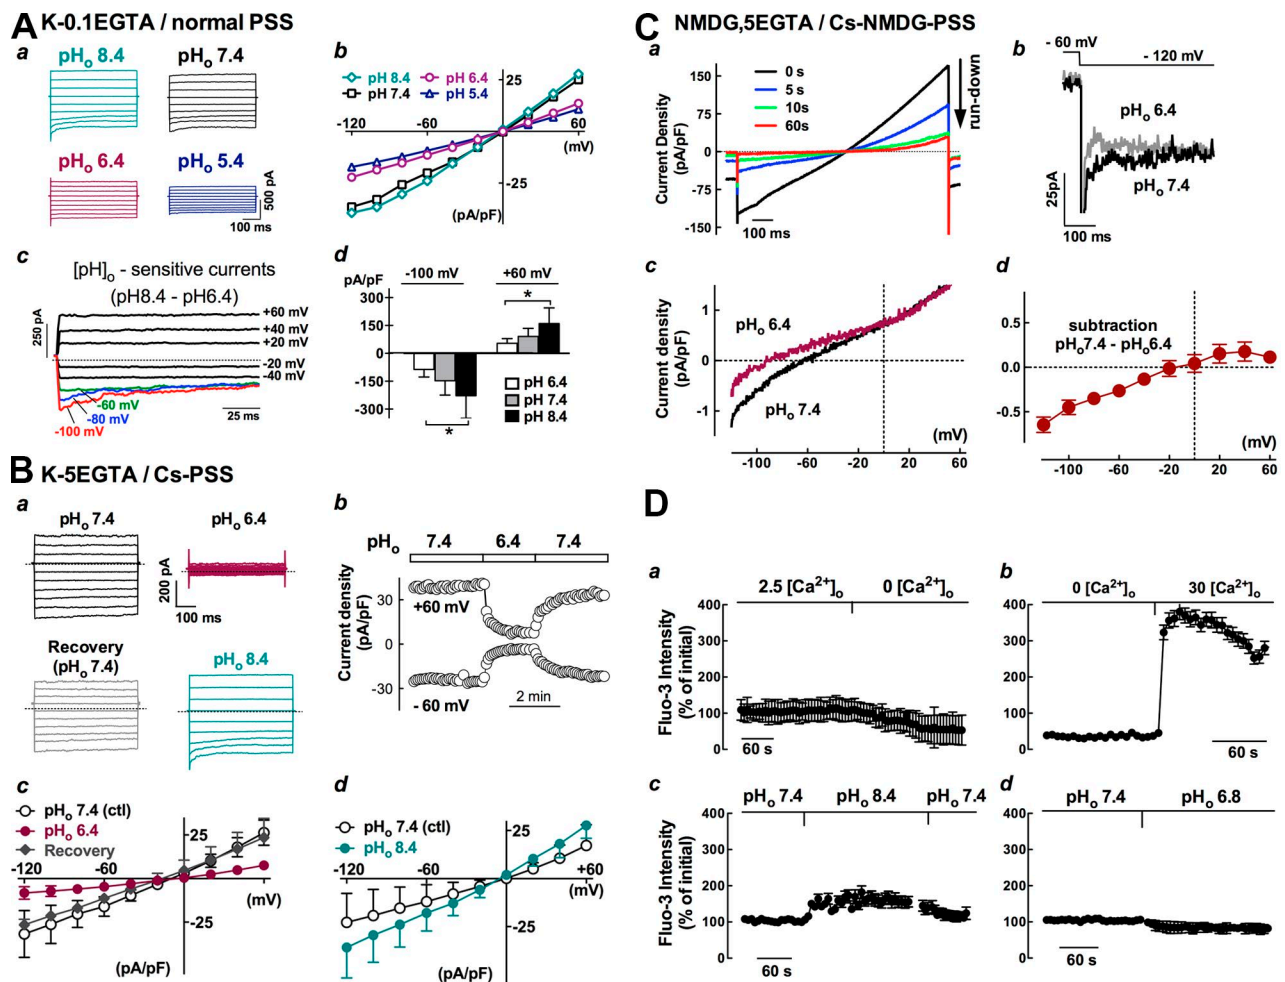 A K-0.1EGTA / normal PSS
a
pHo 8.4
pHo 7.4
pHo 6.4
pHo 5.4
500 pA
100 ms
b
pH 8.4
pH 6.4
pH 7.4
pH 5.4
25
-120
-60
60
(mV)
-25
(pA/pF)
c
[pH]o - sensitive currents
(pH8.4 - pH6.4)
250 pA
+60 mV
+40 mV
+20 mV
-20 mV
-40 mV
-60 mV
-80 mV
-100 mV
25 ms
d
pA/pF
-100 mV
+60 mV
300
150
0
-150
-300
*
*
pH 6.4
pH 7.4
pH 8.4
B K-5EGTA / Cs-PSS
a
pHo 7.4
pHo 6.4
200 pA
100 ms
Recovery
(pHo 7.4)
pHo 8.4
b
pHo
7.4
6.4
7.4
Current density
(pA/pF)
30
0
-30
+60 mV
- 60 mV
2 min
c
pHo 7.4 (ctl)
pHo 6.4
Recovery
25
-120
-60
(mV)
-25
(pA/pF)
d
pHo 7.4 (ctl)
pHo 8.4
25
-120
-60
+60
(mV)
-25
(pA/pF)
C NMDG,5EGTA / Cs-NMDG-PSS
a
Current Density
(pA/pF)
150
75
0
-75
-150
0 s
5 s
10s
60s
run-down
100 ms
b
- 60 mV
- 120 mV
pHo 6.4
pHo 7.4
25pA
100 ms
c
Current density
(pA/pF)
1
0
-1
pHo 6.4
pHo 7.4
(mV)
-100
-60
-20
20
60
d
0.5
0.0
-0.5
subtraction
pHo7.4 - pHo6.4
(mV)
-100
-60
-20
20
60
D
a
2.5 [Ca2+]o
0 [Ca2+]o
Fluo-3 Intensity
(% of initial)
400
300
200
100
0
60 s
b
0 [Ca2+]o
30 [Ca2+]o
400
300
200
100
0
60 s
c
pHo 7.4
pHo 8.4
pHo 7.4
Fluo-3 Intensity
(% of initial)
400
300
200
100
0
60 s
d
pHo 7.4
pHo 6.8
400
300
200
100
0
60 s